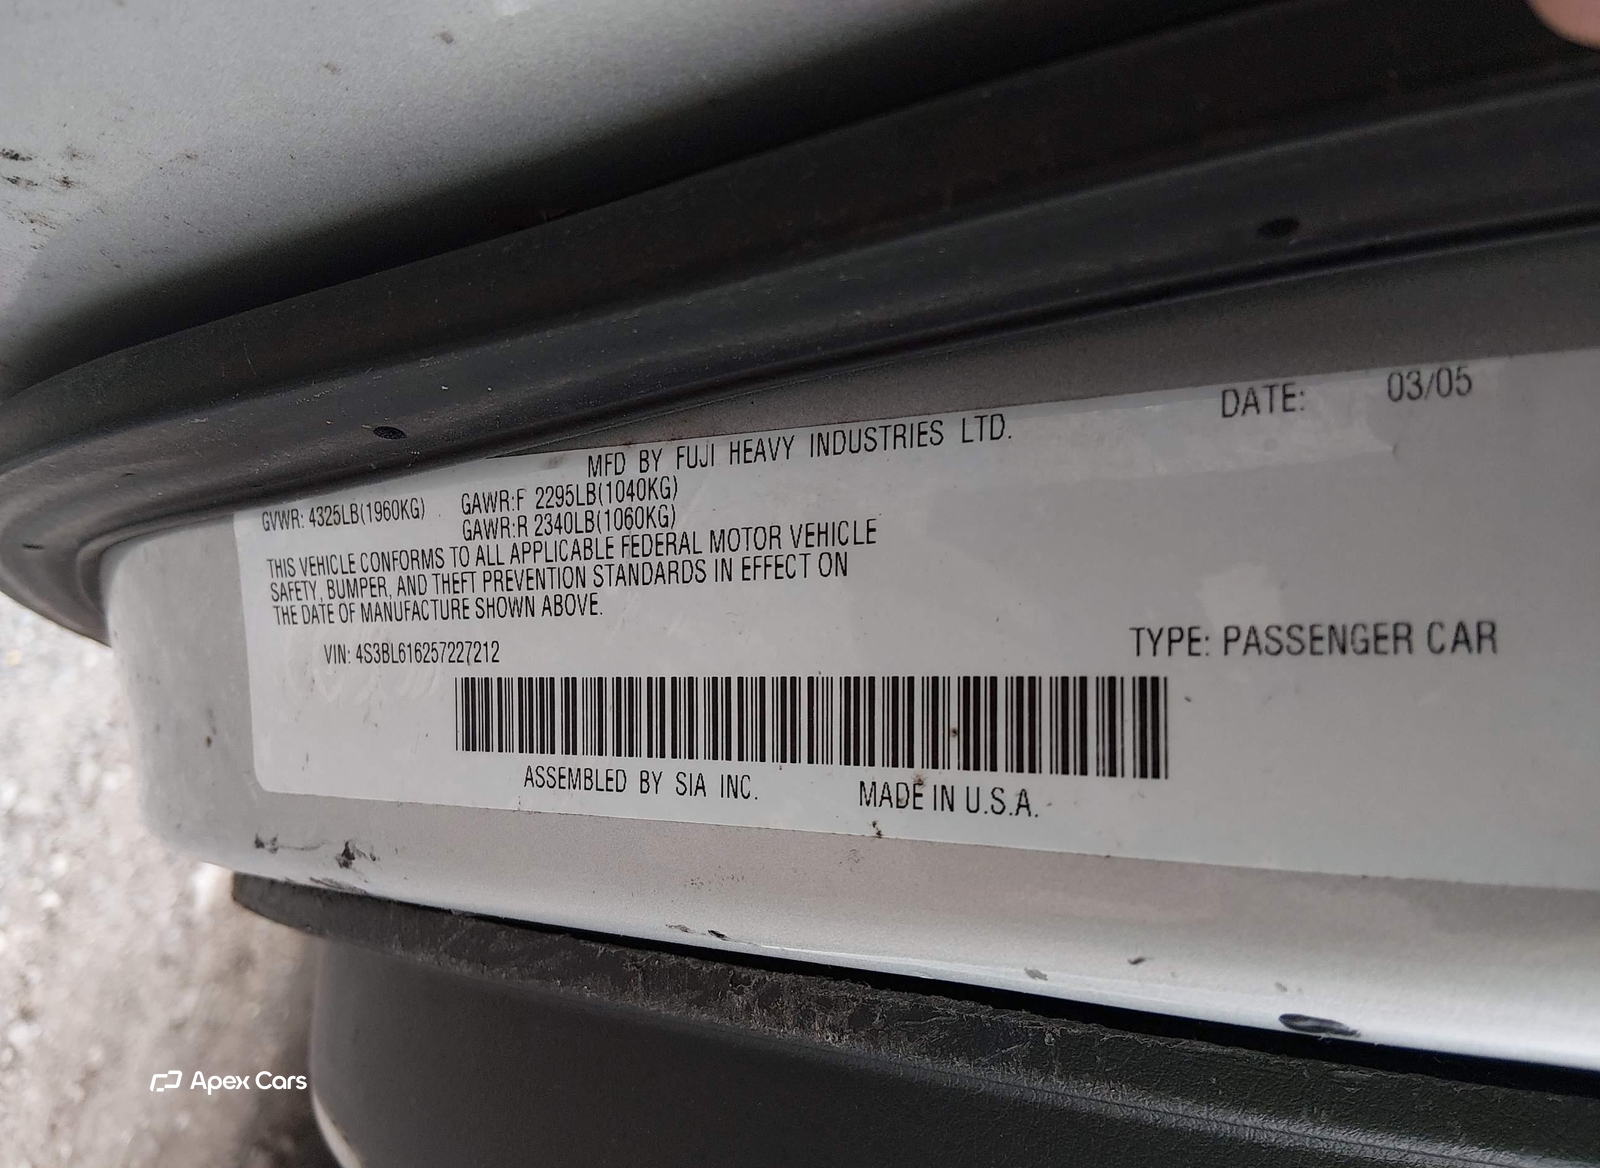 DATE: 03/05
MFD BY FUJI HEAVY INDUSTRIES LTD.
GVWR: 4325LB(1960KG) GAWR:F 2295LB(1040KG)
GAWR:R 2340LB(1060KG)
THIS VEHICLE CONFORMS TO ALL APPLICABLE FEDERAL MOTOR VEHICLE
SAFETY, BUMPER, AND THEFT PREVENTION STANDARDS IN EFFECT ON
THE DATE OF MANUFACTURE SHOWN ABOVE.
VIN: 4S3BL616257227212
TYPE: PASSENGER CAR
ASSEMBLED BY SIA INC. MADE IN U.S.A.
Apex Cars